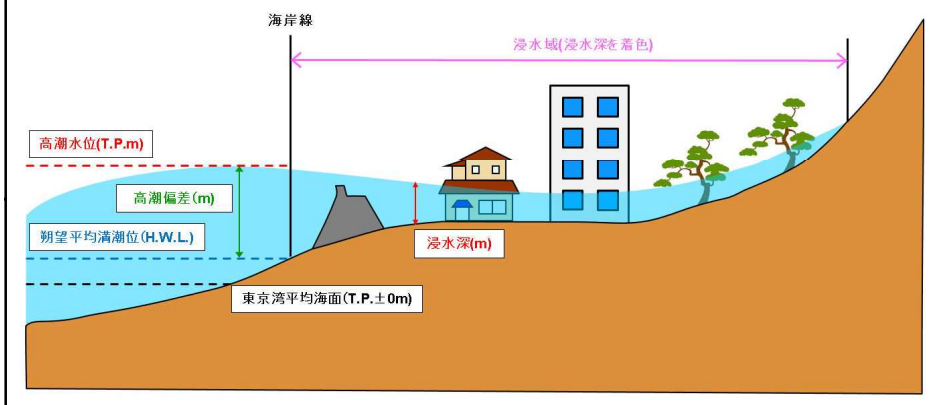 海岸線
浸水域(浸水深を着色)
高潮水位(T.P.m)
高潮偏差(m)
朔望平均満潮位(H.W.L.)
浸水深(m)
東京湾平均海面(T.P.±0m)